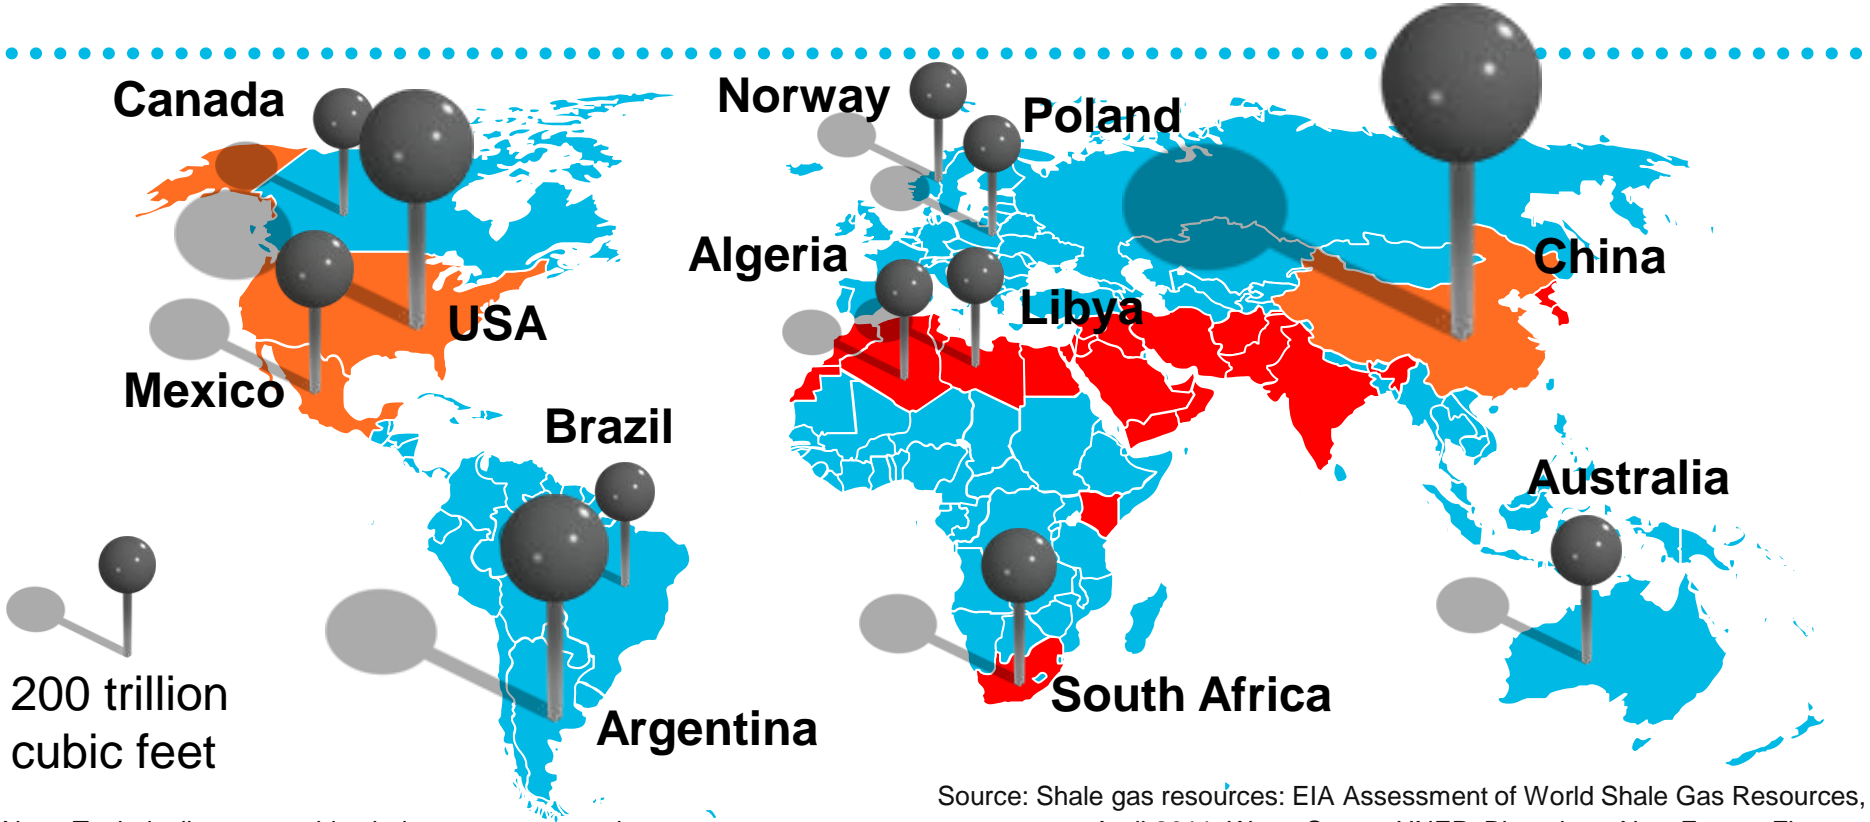 Canada
Norway
Poland
Algeria
China
USA
Libya
Mexico
Brazil
Australia
200 trillion
cubic feet
South Africa
Argentina
Source: Shale gas resources: EIA Assessment of World Shale Gas Resources,